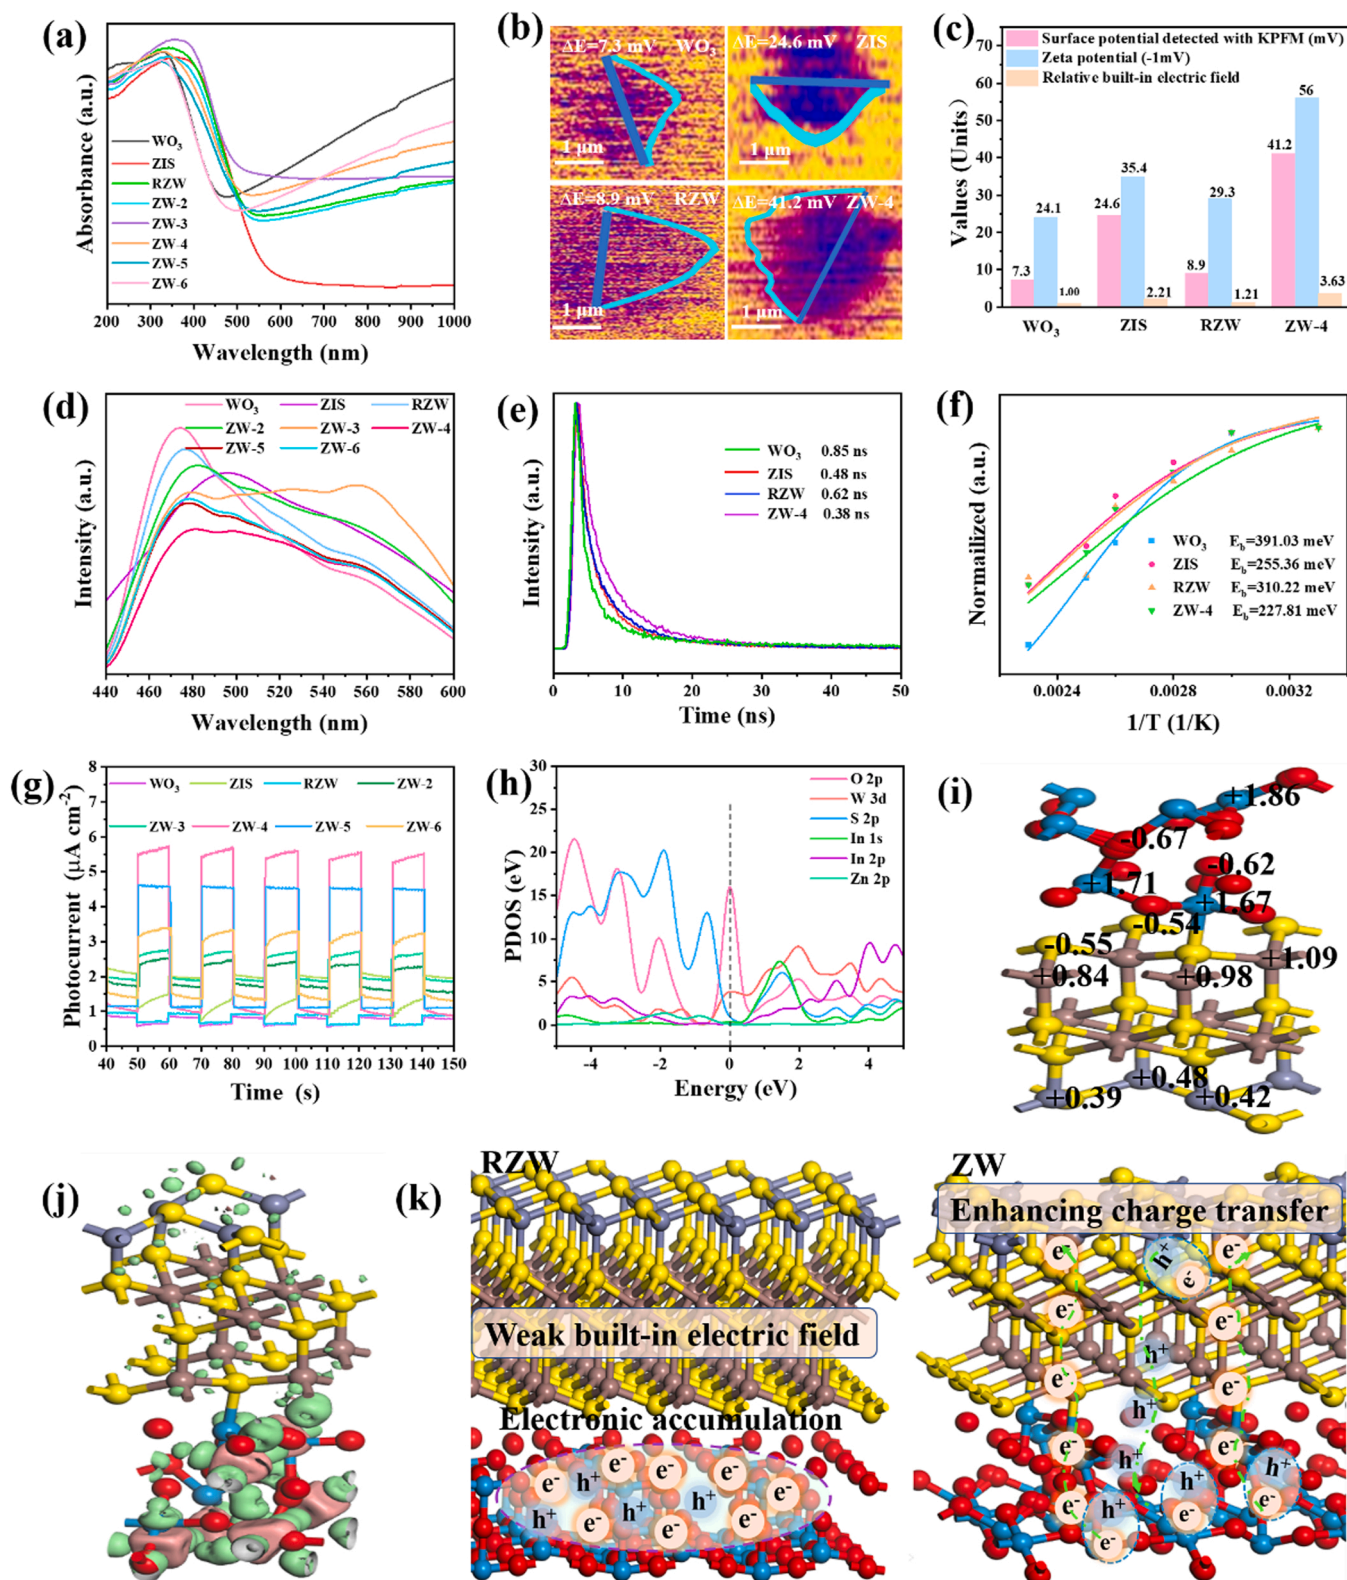 (a)
Absorbance (a.u.)
WO₃
ZIS
RZW
ZW-2
ZW-3
ZW-4
ZW-5
ZW-6
200 300 400 500 600 700 800 900 1000
Wavelength (nm)
(b)
ΔE=7.3 mV WO₃
1 μm
ΔE=24.6 mV ZIS
1 μm
ΔE=8.9 mV RZW
1 μm
ΔE=41.2 mV ZW-4
1 μm
(c)
Values (Units)
70
60
50
40
30
20
10
0
Surface potential detected with KPFM (mV)
Zeta potential (-1mV)
Relative built-in electric field
7.3 24.1 1.00
24.6 35.4 2.21
8.9 29.3 1.21
41.2 56 3.63
WO₃ ZIS RZW ZW-4
(d)
Intensity (a.u.)
WO₃ ZIS RZW
ZW-2 ZW-3 ZW-4
ZW-5 ZW-6
440 460 480 500 520 540 560 580 600
Wavelength (nm)
(e)
Intensity (a.u.)
WO₃ 0.85 ns
ZIS 0.48 ns
RZW 0.62 ns
ZW-4 0.38 ns
0 10 20 30 40 50
Time (ns)
(f)
Normailized (a.u.)
WO₃ E_b=391.03 meV
ZIS E_b=255.36 meV
RZW E_b=310.22 meV
ZW-4 E_b=227.81 meV
0.0024 0.0028 0.0032
1/T (1/K)
(g)
Photocurrent (μA cm⁻²)
8
7
6
5
4
3
2
1
0
WO₃ ZIS RZW ZW-2
ZW-3 ZW-4 ZW-5 ZW-6
40 50 60 70 80 90 100 110 120 130 140 150
Time (s)
(h)
PDOS (eV)
30
25
20
15
10
5
0
O 2p
W 3d
S 2p
In 1s
In 2p
Zn 2p
-4 -2 0 2 4
Energy (eV)
(i)
+1.86
-0.67
-0.62
+1.71
+1.67
-0.54
-0.55
+1.09
+0.84
+0.98
+0.48
+0.39
+0.42
(j)
(k)
RZW
Weak built-in electric field
Electronic accumulation
e⁻ h⁺ e⁻ e⁻ e⁻ e⁻
h⁺ e⁻ h⁺ e⁻ h⁺ e⁻
ZW
Enhancing charge transfer
e⁻ h⁺ e⁻ e⁻
e⁻ e⁻
h⁺
e⁻ h⁺ e⁻
e⁻ h⁺ e⁻
e⁻ h⁺ e⁻ h⁺ e⁻ h⁺ e⁻